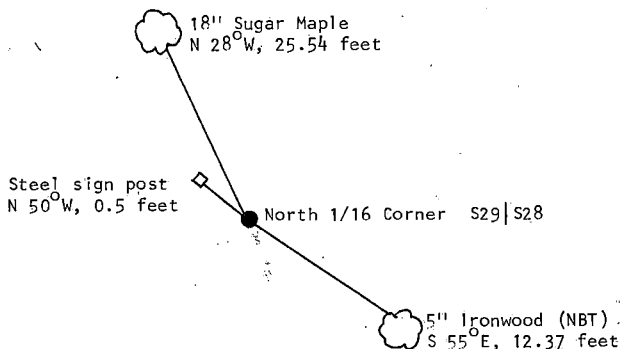 18" Sugar Maple
N 28°W, 25.54 feet
Steel sign post
N 50°W, 0.5 feet
North 1/16 Corner S29|S28
5" Ironwood (NBT)
S 55°E, 12.37 feet